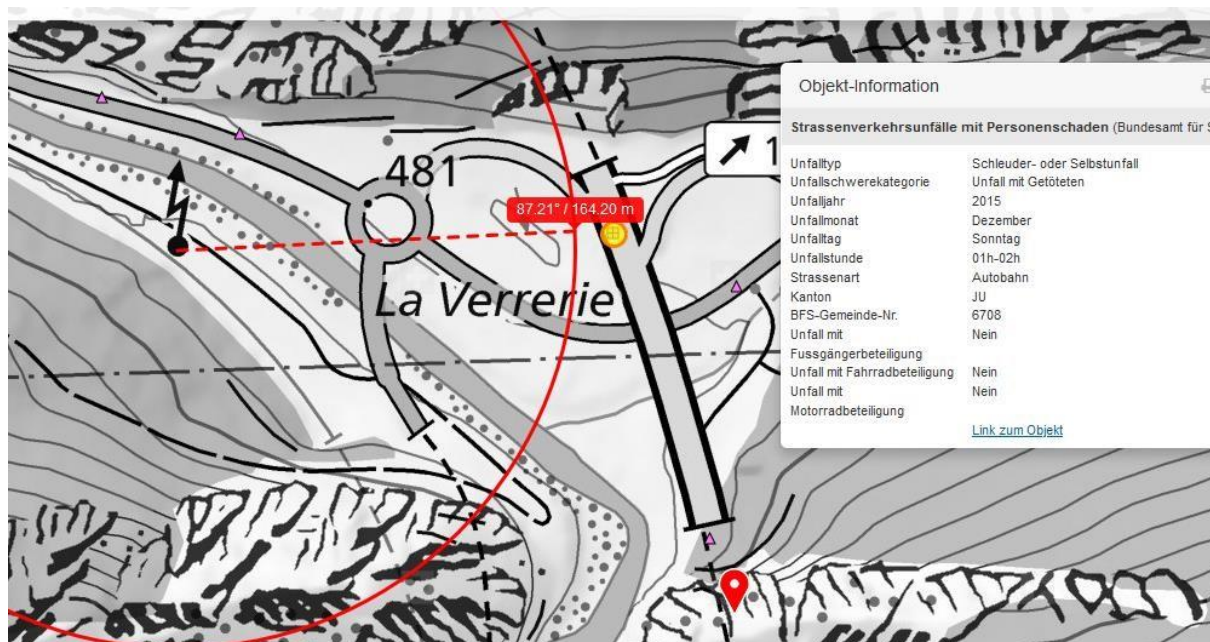 Objekt-Information
Strassenverkehrsunfälle mit Personenschaden (Bundesamt für S
Unfalltyp Schleuder- oder Selbstunfall
Unfallschwerekategorie Unfall mit Getöteten
Unfalljahr 2015
Unfallmonat Dezember
Unfalltag Sonntag
Unfallstunde 01h-02h
Strassenart Autobahn
Kanton JU
BFS-Gemeinde-Nr. 6708
Unfall mit Nein
Fussgängerbeteiligung
Unfall mit Fahrradbeteiligung Nein
Unfall mit Nein
Motorradbeteiligung
Link zum Objekt
1
481
87.21° / 164.20 m
La Verrerie